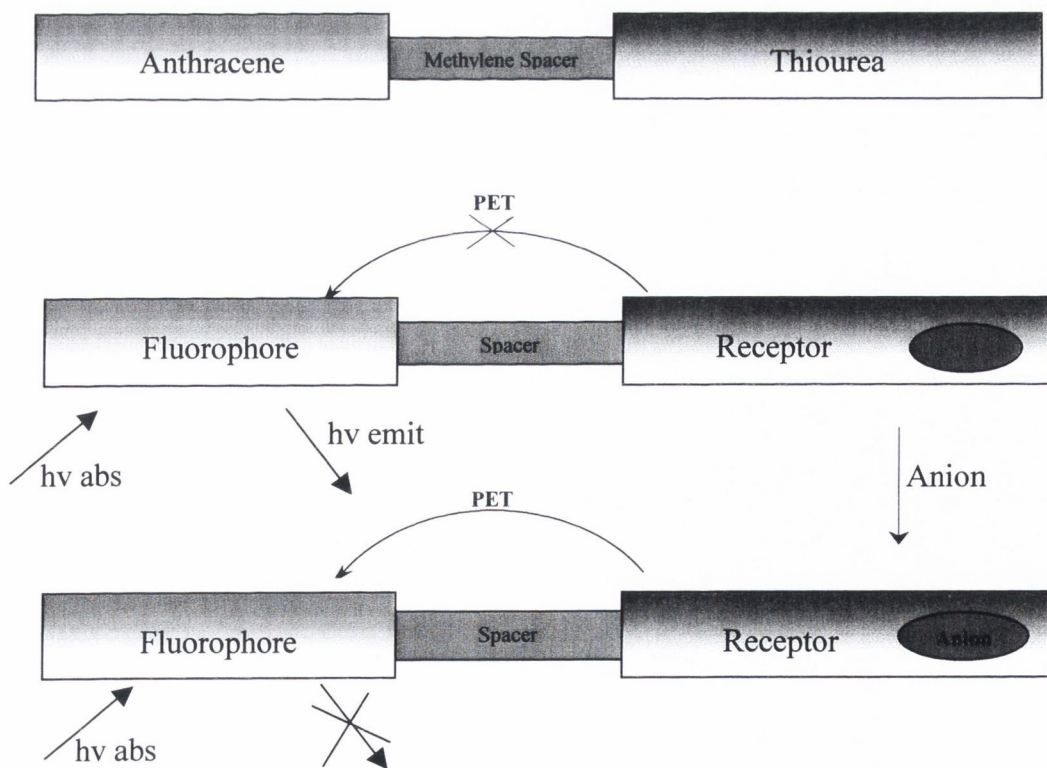 Anthracene Methylene Spacer Thiourea
PET
Fluorophore Spacer Receptor
hv abs
hv emit
Anion
PET
Fluorophore Spacer Receptor Anion
hv abs